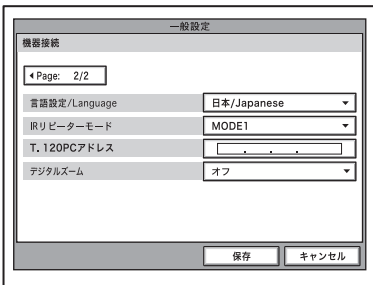 一般設定
機器接続
Page: 2/2
言語設定/Language 日本/Japanese
IRリピーターモード MODE1
T. 120PCアドレス . . .
デジタルズーム オフ
保存 キャンセル